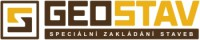 GEOSTAV
SPECIÁLNÍ ZAKLÁDÁNÍ STAVEB